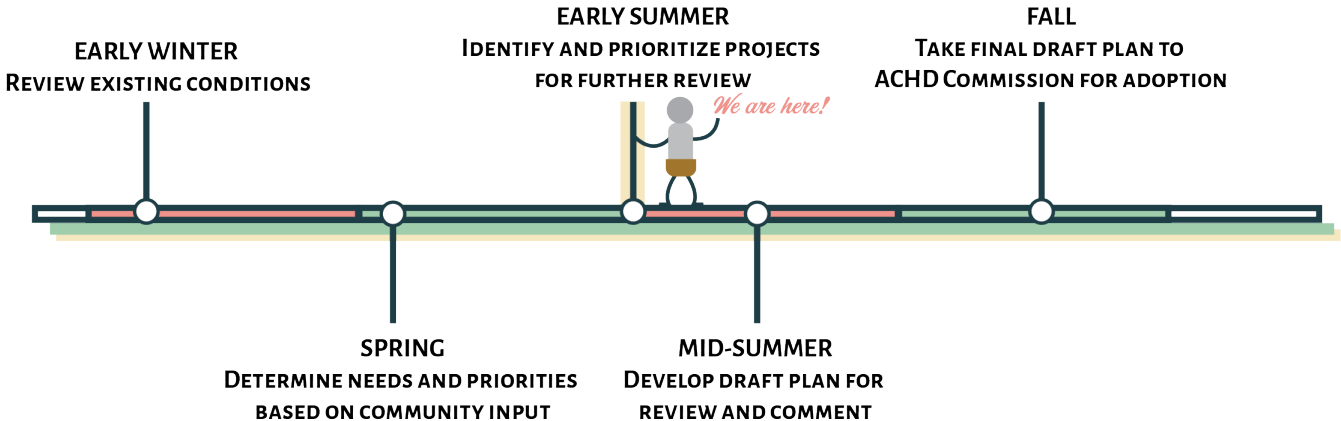 EARLY WINTER
Review existing conditions
EARLY SUMMER
Identify and prioritize projects
for further review
We are here!
FALL
Take final draft plan to
ACHD Commission for adoption
SPRING
Determine needs and priorities
based on community input
MID-SUMMER
Develop draft plan for
review and comment